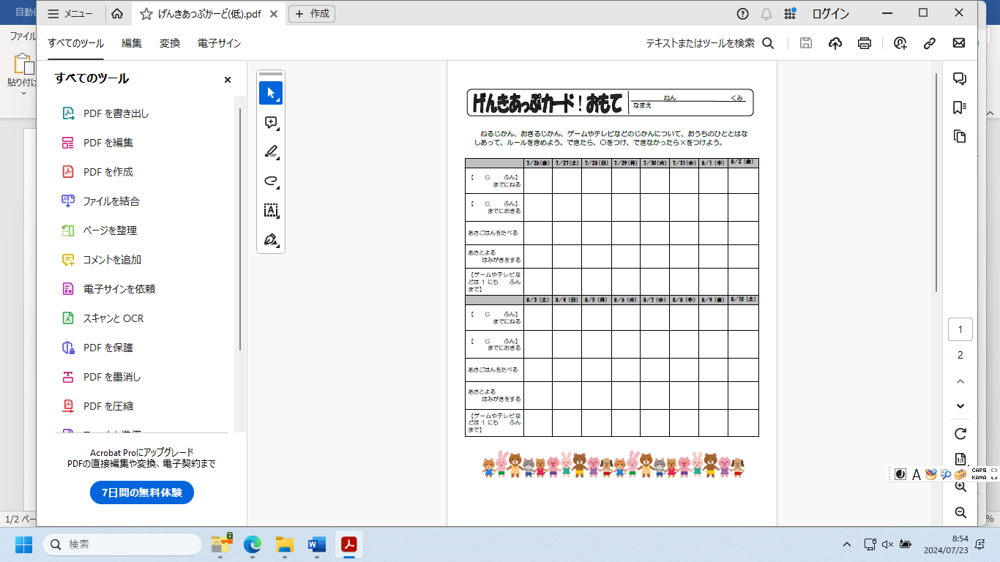 自動保
メニュー
げんきあっぷかーど(低).pdf
作成
ログイン
ファイル
すべてのツール 編集 変換 電子サイン
テキストまたはツールを検索
貼り付け
すべてのツール
PDF を書き出し
PDF を編集
PDF を作成
ファイルを結合
ページを整理
コメントを追加
電子サインを依頼
スキャンと OCR
PDF を保護
PDF を墨消し
PDF を圧縮
Acrobat Proにアップグレード
PDFの直接編集や変換、電子契約まで
7日間の無料体験
げんきあっぷカード！おもて
ねん くみ
なまえ
ねるじかん、おきるじかん、ゲームやテレビなどのじかんについて、おうちのひととはな
しあって、ルールをきめよう。できたら、○をつけ、できなかったら×をつけよう。
7/26(金) 7/27(土) 7/28(日) 7/29(月) 7/30(火) 7/31(水) 8/1(木) 8/2(金)
【 じ ふん】
までにねる
【 じ ふん】
までにおきる
あさごはんをたべる
あさとよる
はみがきをする
【ゲームやテレビな
どは 1 にち ふん
まで】
8/3(土) 8/4(日) 8/5(月) 8/6(火) 8/7(水) 8/8(木) 8/9(金) 8/10(土)
【 じ ふん】
までにねる
【 じ ふん】
までにおきる
あさごはんをたべる
あさとよる
はみがきをする
【ゲームやテレビな
どは 1 にち ふん
まで】
1
2
A
CAPS
KANA
1/2 ペー
%
検索
8:54
2024/07/23